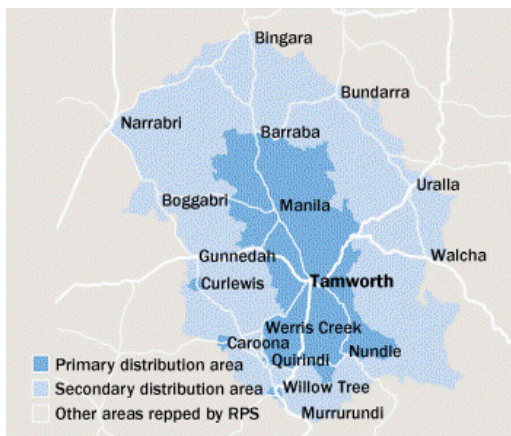 Bingara
Bundarra
Narrabri
Barraba
Uralla
Boggabri
Manila
Walcha
Gunnedah
Tamworth
Curlewis
Werris Creek
Caroona
Nundle
Quirindi
Primary distribution area
Secondary distribution area
Willow Tree
Other areas repped by RPS
Murrurundi